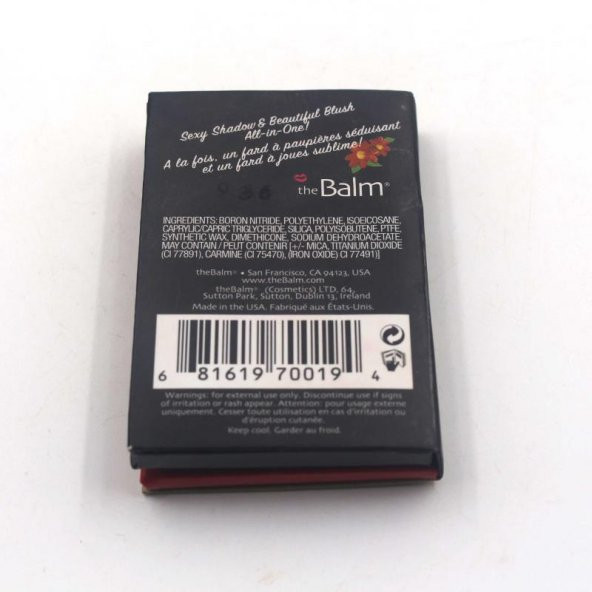 Sexy Shadow & Beautiful Blush
All-in-One!
A la fois, un fard à paupières séduisant
et un fard à joues sublime!
the Balm®
INGREDIENTS: BORON NITRIDE, POLYETHYLENE, ISOEICOSANE,
CAPRYLIC/CAPRIC TRIGLYCERIDE, SILICA, POLYISOBUTENE, PTFE,
SYNTHETIC WAX, DIMETHICONE, SODIUM DEHYDROACETATE.
MAY CONTAIN / PEUT CONTENIR [+/- MICA, TITANIUM DIOXIDE
(CI 77891), CARMINE (CI 75470), (IRON OXIDE) CI 77491)]
theBalm® • San Francisco, CA 94123, USA
www.theBalm.com
theBalm® (Cosmetics) LTD, 64,
Sutton Park, Sutton, Dublin 13, Ireland
Made in the USA. Fabriqué aux États-Unis.
6 81619 70019 4
Warnings: for external use only. Discontinue use if signs
of irritation or rash appear. Attention: pour usage externe
uniquement. Cesser toute utilisation en cas d'irritation ou
d'éruption cutanée.
Keep cool. Garder au froid.